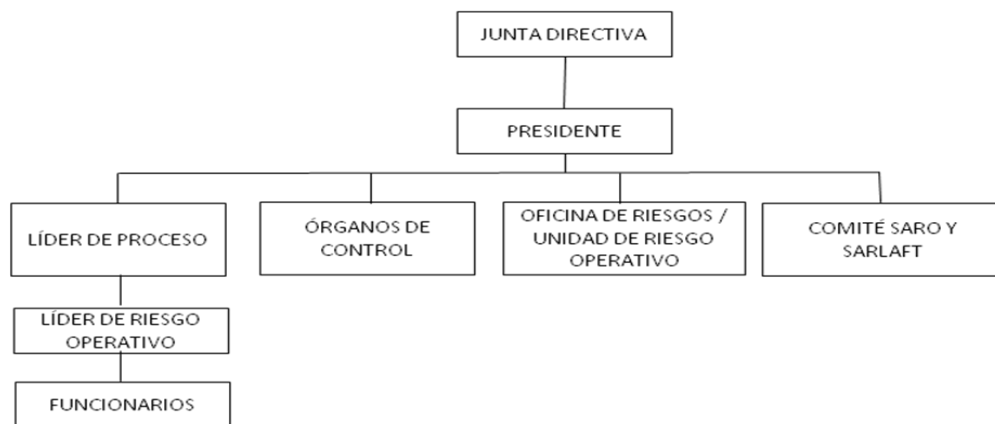 JUNTA DIRECTIVA
PRESIDENTE
LÍDER DE PROCESO
ÓRGANOS DE
CONTROL
OFICINA DE RIESGOS /
UNIDAD DE RIESGO
OPERATIVO
COMITÉ SARO Y
SARLAFT
LÍDER DE RIESGO
OPERATIVO
FUNCIONARIOS